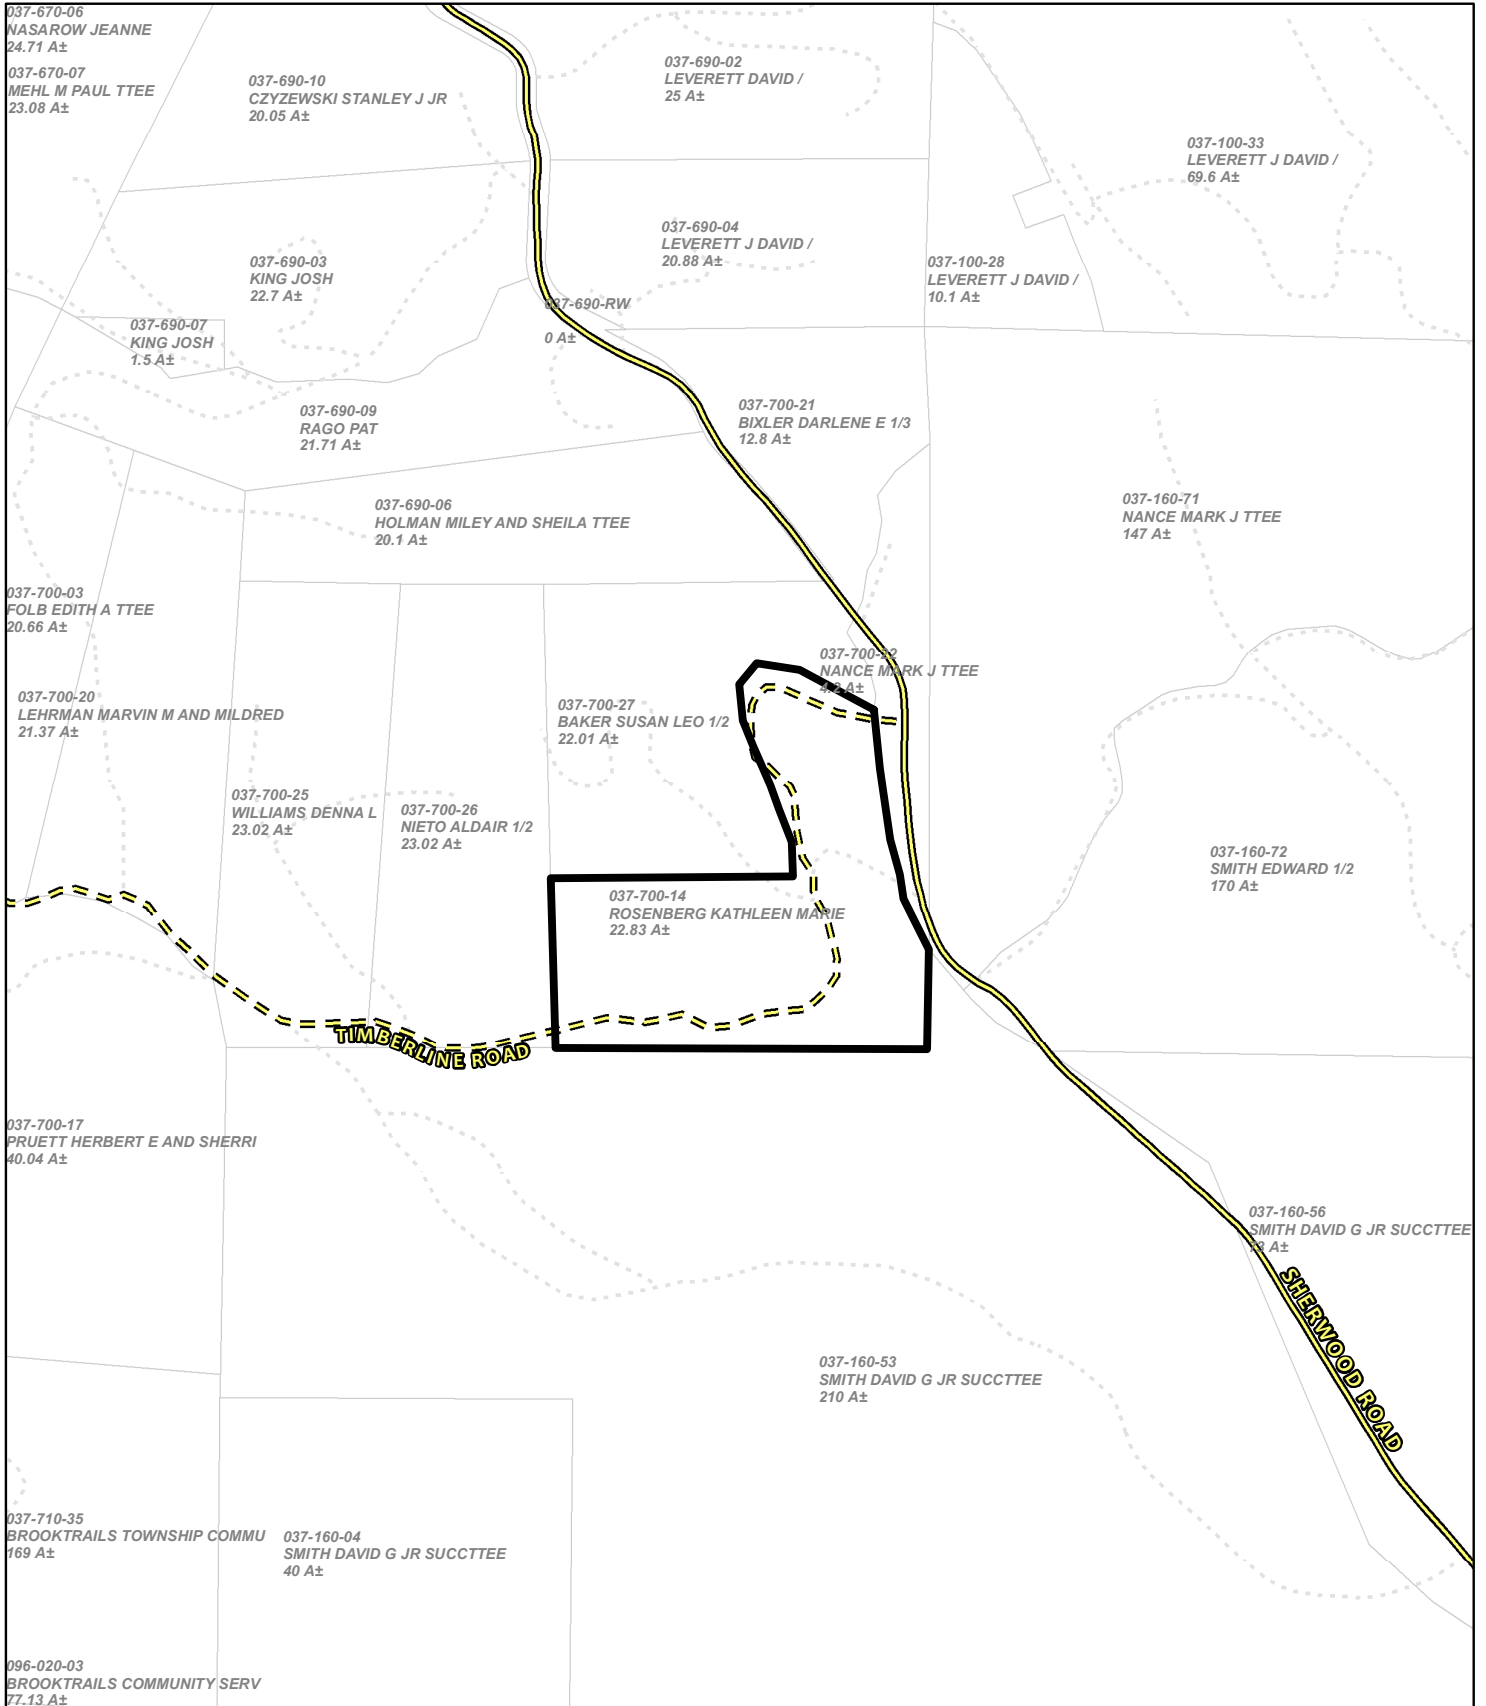 037-670-06
NASAROW JEANNE
24.71 A±
037-670-07
MEHL M PAUL TTEE
23.08 A±
037-690-10
CZYZEWSKI STANLEY J JR
20.05 A±
037-690-02
LEVERETT DAVID /
25 A±
037-100-33
LEVERETT J DAVID /
69.6 A±
037-690-03
KING JOSH
22.7 A±
037-690-04
LEVERETT J DAVID /
20.88 A±
037-100-28
LEVERETT J DAVID /
10.1 A±
037-690-RW
0 A±
037-690-07
KING JOSH
1.5 A±
037-690-09
RAGO PAT
21.71 A±
037-700-21
BIXLER DARLENE E 1/3
12.8 A±
037-690-06
HOLMAN MILEY AND SHEILA TTEE
20.1 A±
037-160-71
NANCE MARK J TTEE
147 A±
037-700-03
FOLB EDITH A TTEE
20.66 A±
037-700-20
LEHRMAN MARVIN M AND MILDRED
21.37 A±
037-700-27
BAKER SUSAN LEO 1/2
22.01 A±
037-700-22
NANCE MARK J TTEE
4.2 A±
037-700-25
WILLIAMS DENNA L
23.02 A±
037-700-26
NIETO ALDAIR 1/2
23.02 A±
037-160-72
SMITH EDWARD 1/2
170 A±
037-700-14
ROSENBERG KATHLEEN MARIE
22.83 A±
TIMBERLINE ROAD
037-700-17
PRUETT HERBERT E AND SHERRI
40.04 A±
037-160-56
SMITH DAVID G JR SUCCTTEE
A±
SHERWOOD ROAD
037-160-53
SMITH DAVID G JR SUCCTTEE
210 A±
037-710-35
BROOKTRAILS TOWNSHIP COMMU
169 A±
037-160-04
SMITH DAVID G JR SUCCTTEE
40 A±
096-020-03
BROOKTRAILS COMMUNITY SERV
77.13 A±